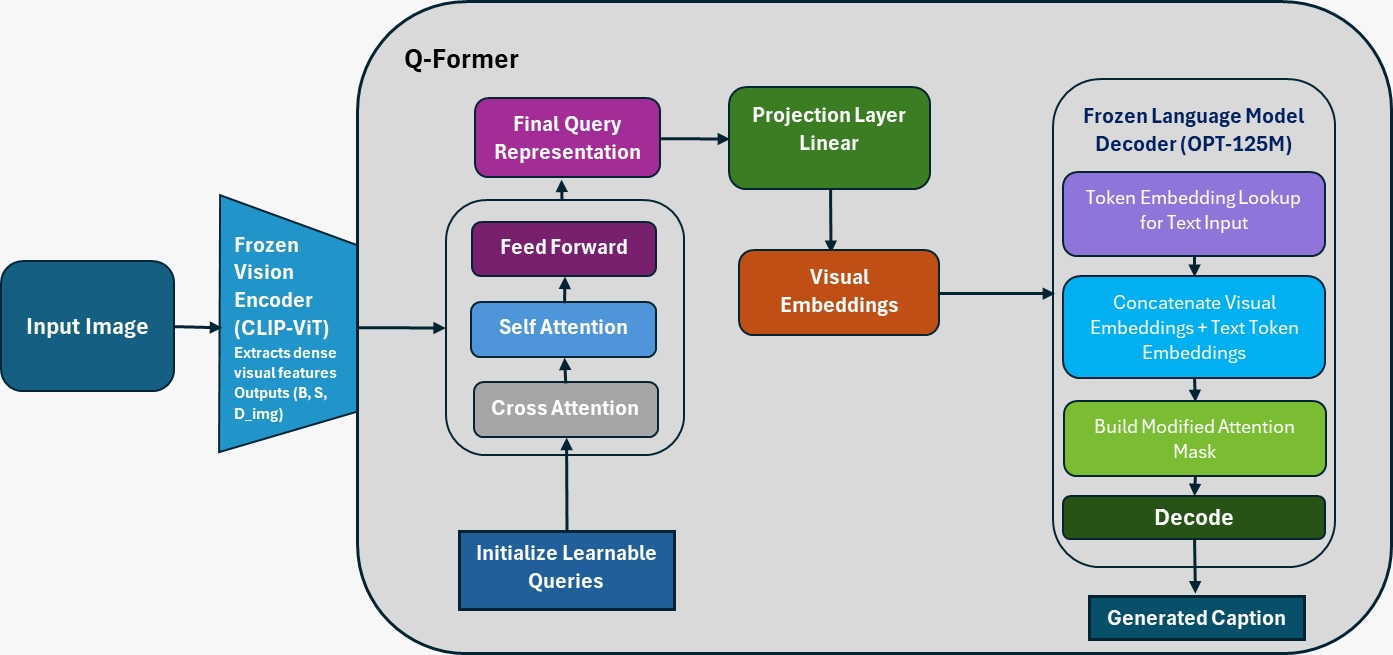 Q-Former
Input Image
Frozen
Vision
Encoder
(CLIP-ViT)
Extracts dense
visual features
Outputs (B, S,
D_img)
Final Query
Representation
Feed Forward
Self Attention
Cross Attention
Initialize Learnable
Queries
Projection Layer
Linear
Visual
Embeddings
Frozen Language Model
Decoder (OPT-125M)
Token Embedding Lookup
for Text Input
Concatenate Visual
Embeddings + Text Token
Embeddings
Build Modified Attention
Mask
Decode
Generated Caption